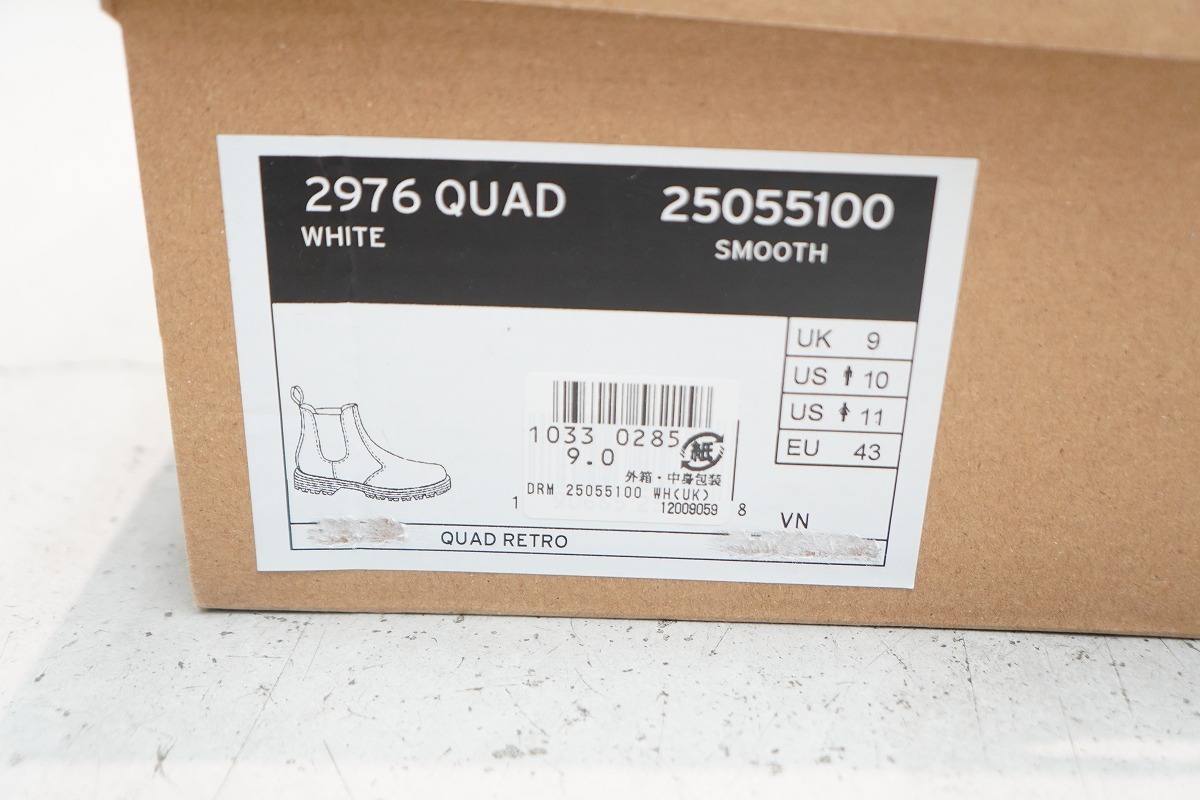 2976 QUAD 25055100
WHITE SMOOTH
UK 9
US 10
US 11
EU 43
1033 0285
9.0
紙
外箱・中身包装
DRM 25055100 WH(UK)
1 12009059 8
VN
QUAD RETRO